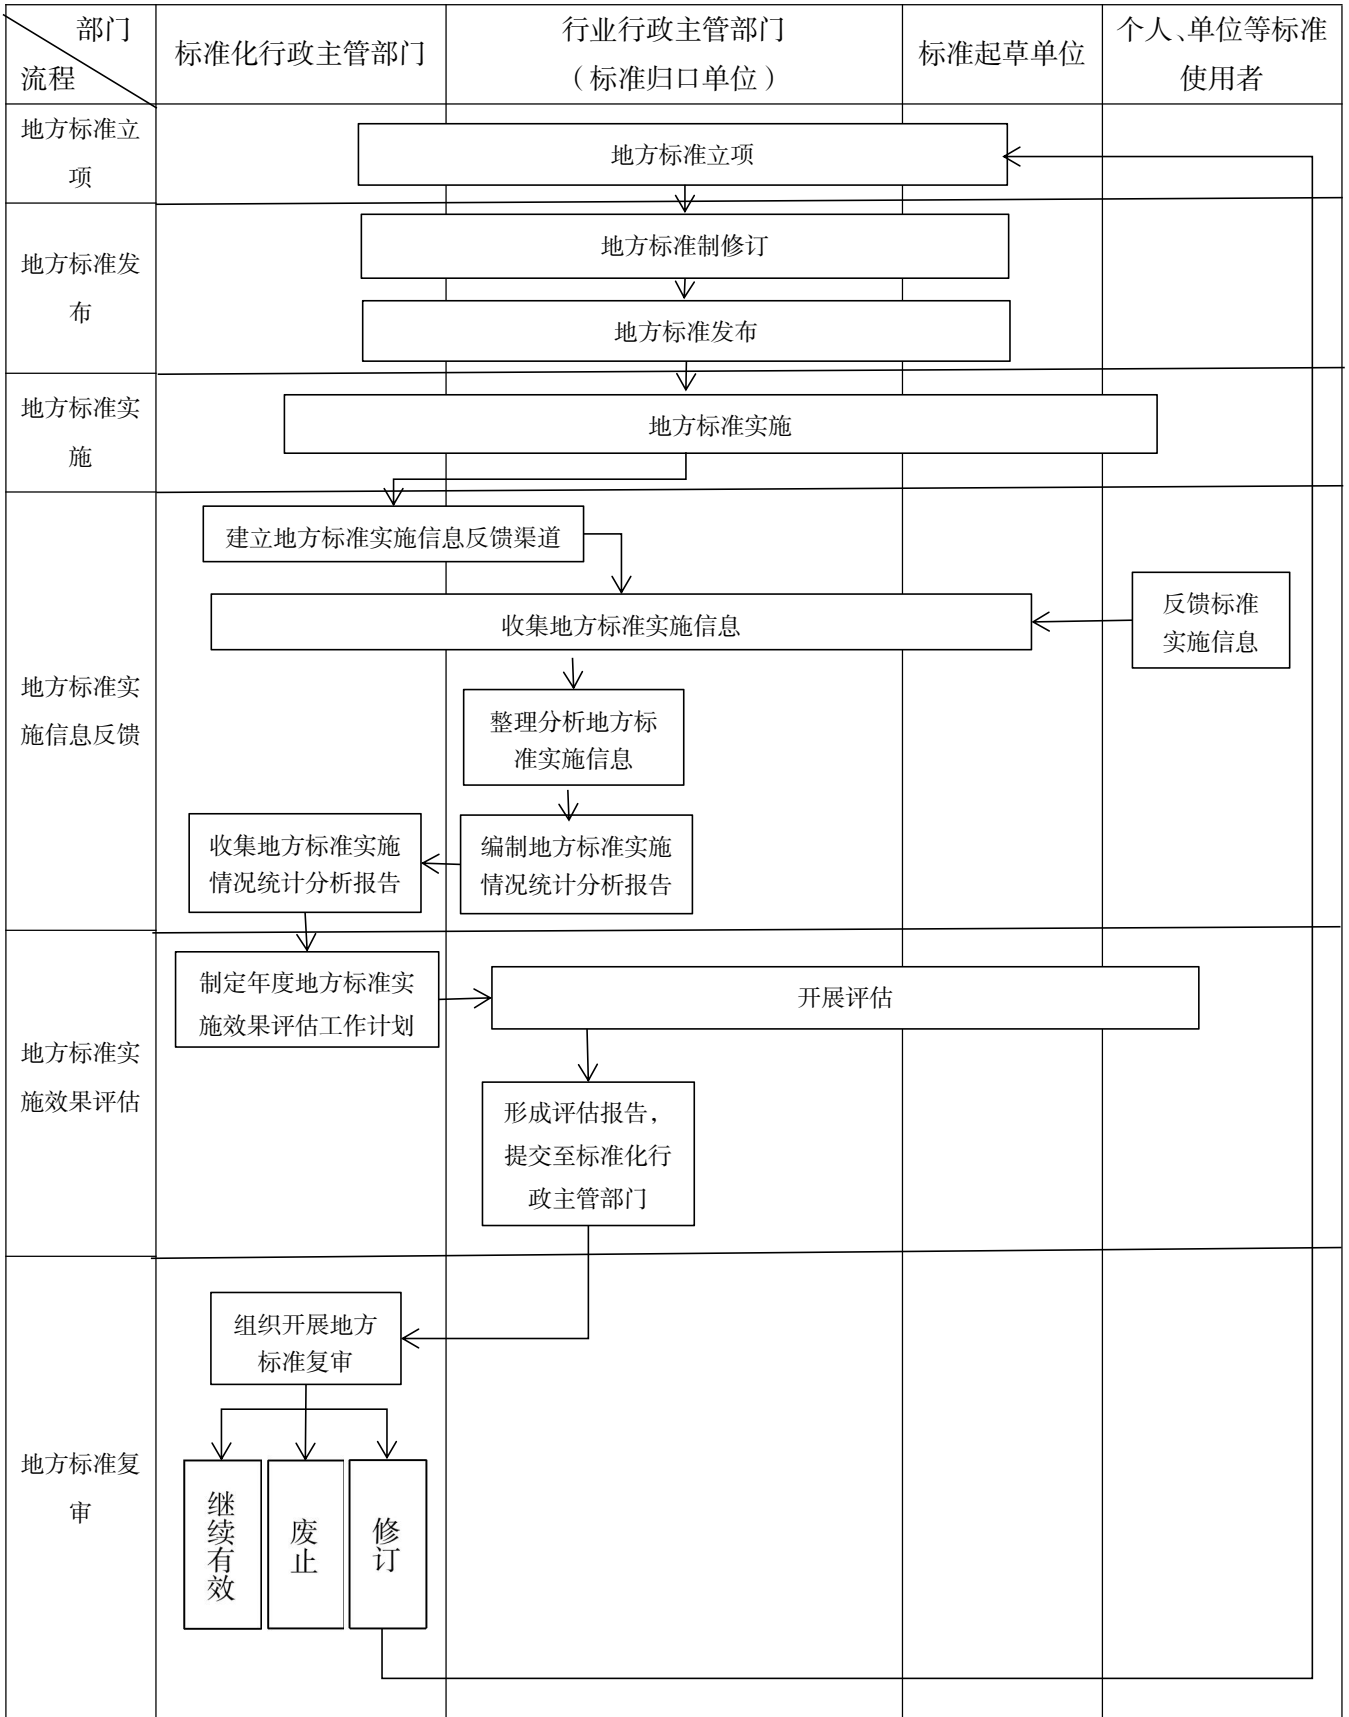 部门
流程
标准化行政主管部门
行业行政主管部门
（标准归口单位）
标准起草单位
个人、单位等标准
使用者
地方标准立
项
地方标准立项
地方标准发
布
地方标准制修订
地方标准发布
地方标准实
施
地方标准实施
地方标准实
施信息反馈
建立地方标准实施信息反馈渠道
收集地方标准实施信息
反馈标准
实施信息
整理分析地方标
准实施信息
收集地方标准实施
情况统计分析报告
编制地方标准实施
情况统计分析报告
地方标准实
施效果评估
制定年度地方标准实
施效果评估工作计划
开展评估
形成评估报告，
提交至标准化行
政主管部门
地方标准复
审
组织开展地方
标准复审
继续有效
废止
修订